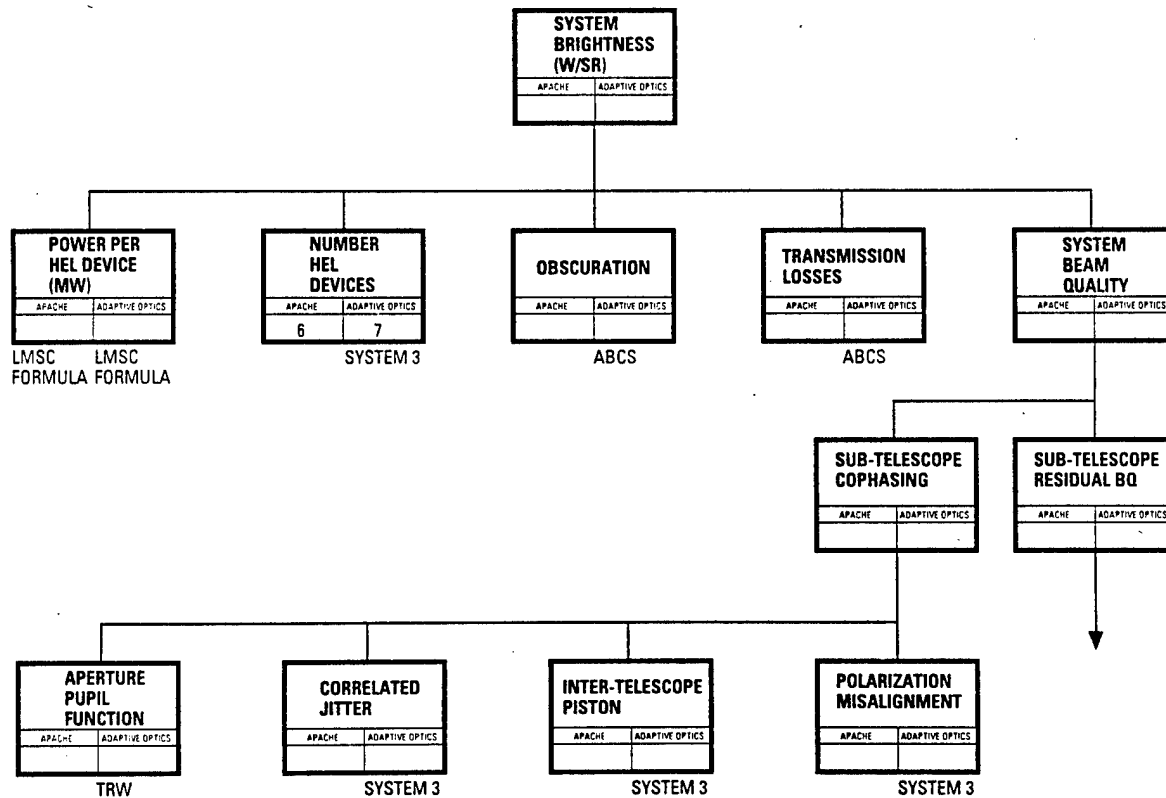 SYSTEM
BRIGHTNESS
(W/SR)
APACHE ADAPTIVE OPTICS
POWER PER
HEL DEVICE
(MW)
APACHE ADAPTIVE OPTICS
LMSC LMSC
FORMULA FORMULA
NUMBER
HEL
DEVICES
APACHE ADAPTIVE OPTICS
6 7
SYSTEM 3
OBSCURATION
APACHE ADAPTIVE OPTICS
ABCS
TRANSMISSION
LOSSES
APACHE ADAPTIVE OPTICS
ABCS
SYSTEM
BEAM
QUALITY
APACHE ADAPTIVE OPTICS
SUB-TELESCOPE
COPHASING
APACHE ADAPTIVE OPTICS
SUB-TELESCOPE
RESIDUAL BQ
APACHE ADAPTIVE OPTICS
APERTURE
PUPIL
FUNCTION
APACHE ADAPTIVE OPTICS
TRW
CORRELATED
JITTER
APACHE ADAPTIVE OPTICS
SYSTEM 3
INTER-TELESCOPE
PISTON
APACHE ADAPTIVE OPTICS
SYSTEM 3
POLARIZATION
MISALIGNMENT
APACHE ADAPTIVE OPTICS
SYSTEM 3